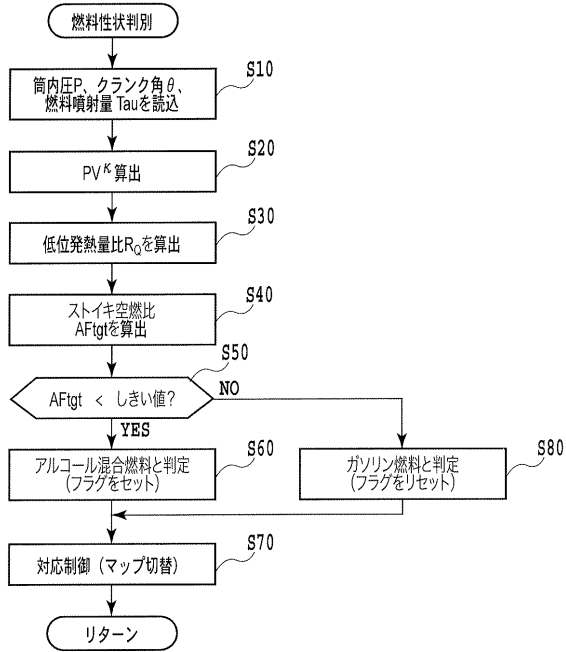 燃料性状判別
S10
筒内圧P、クランク角θ、
燃料噴射量 Tauを読込
S20
PVκ算出
S30
低位発熱量比RQを算出
S40
ストイキ空燃比
AFtgtを算出
S50
AFtgt < しきい値?
NO
YES
S60
アルコール混合燃料と判定
(フラグをセット)
S80
ガソリン燃料と判定
(フラグをリセット)
S70
対応制御(マップ切替)
リターン